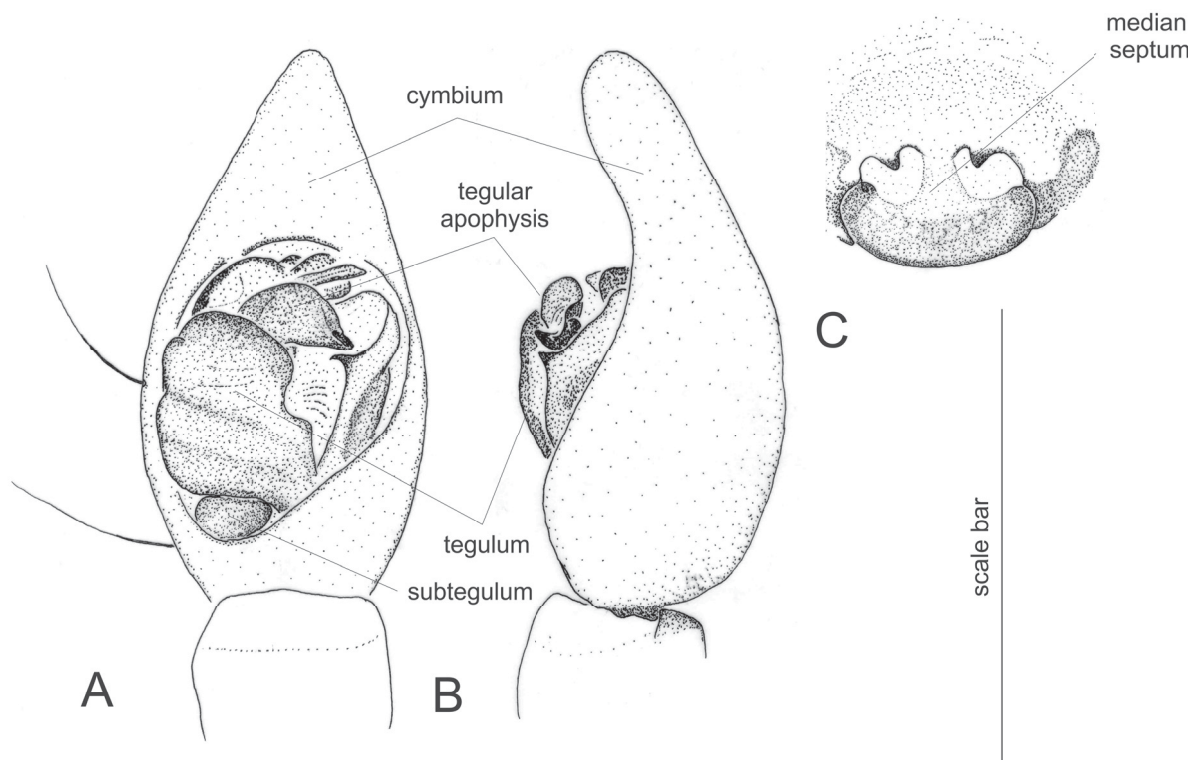 median
septum
cymbium
tegular
apophysis
C
tegulum
subtegulum
scale bar
A
B